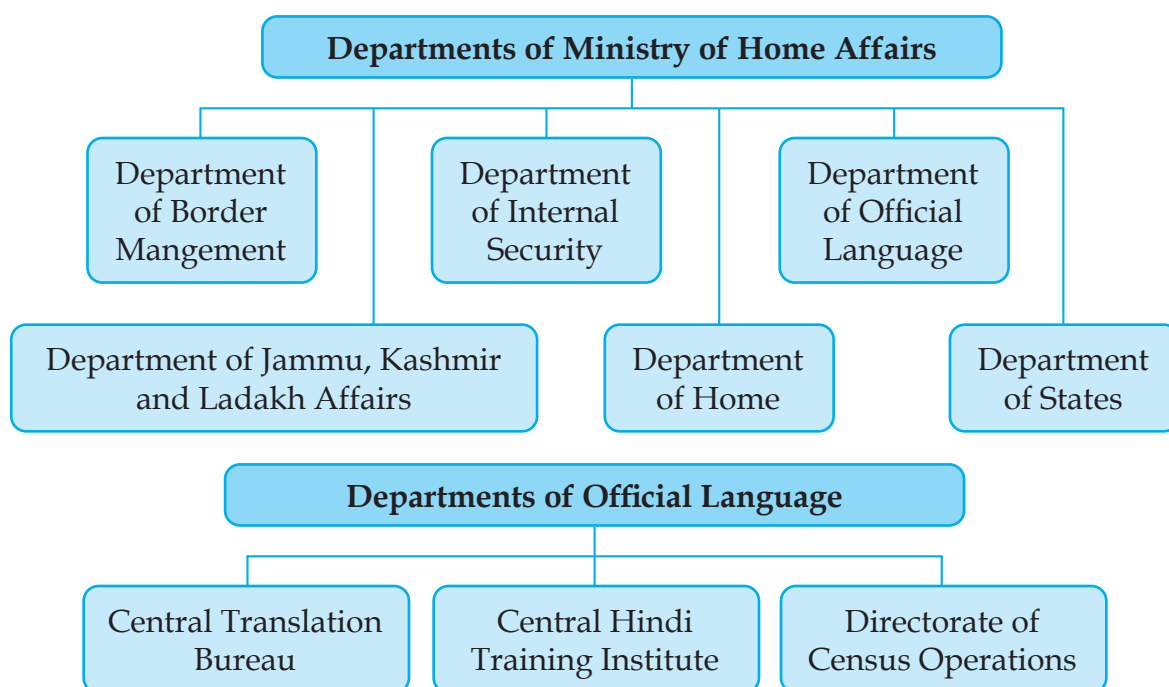 Departments of Ministry of Home Affairs
Department
of Border
Mangement
Department
of Internal
Security
Department
of Official
Language
Department of Jammu, Kashmir
and Ladakh Affairs
Department
of Home
Department
of States
Departments of Official Language
Central Translation
Bureau
Central Hindi
Training Institute
Directorate of
Census Operations